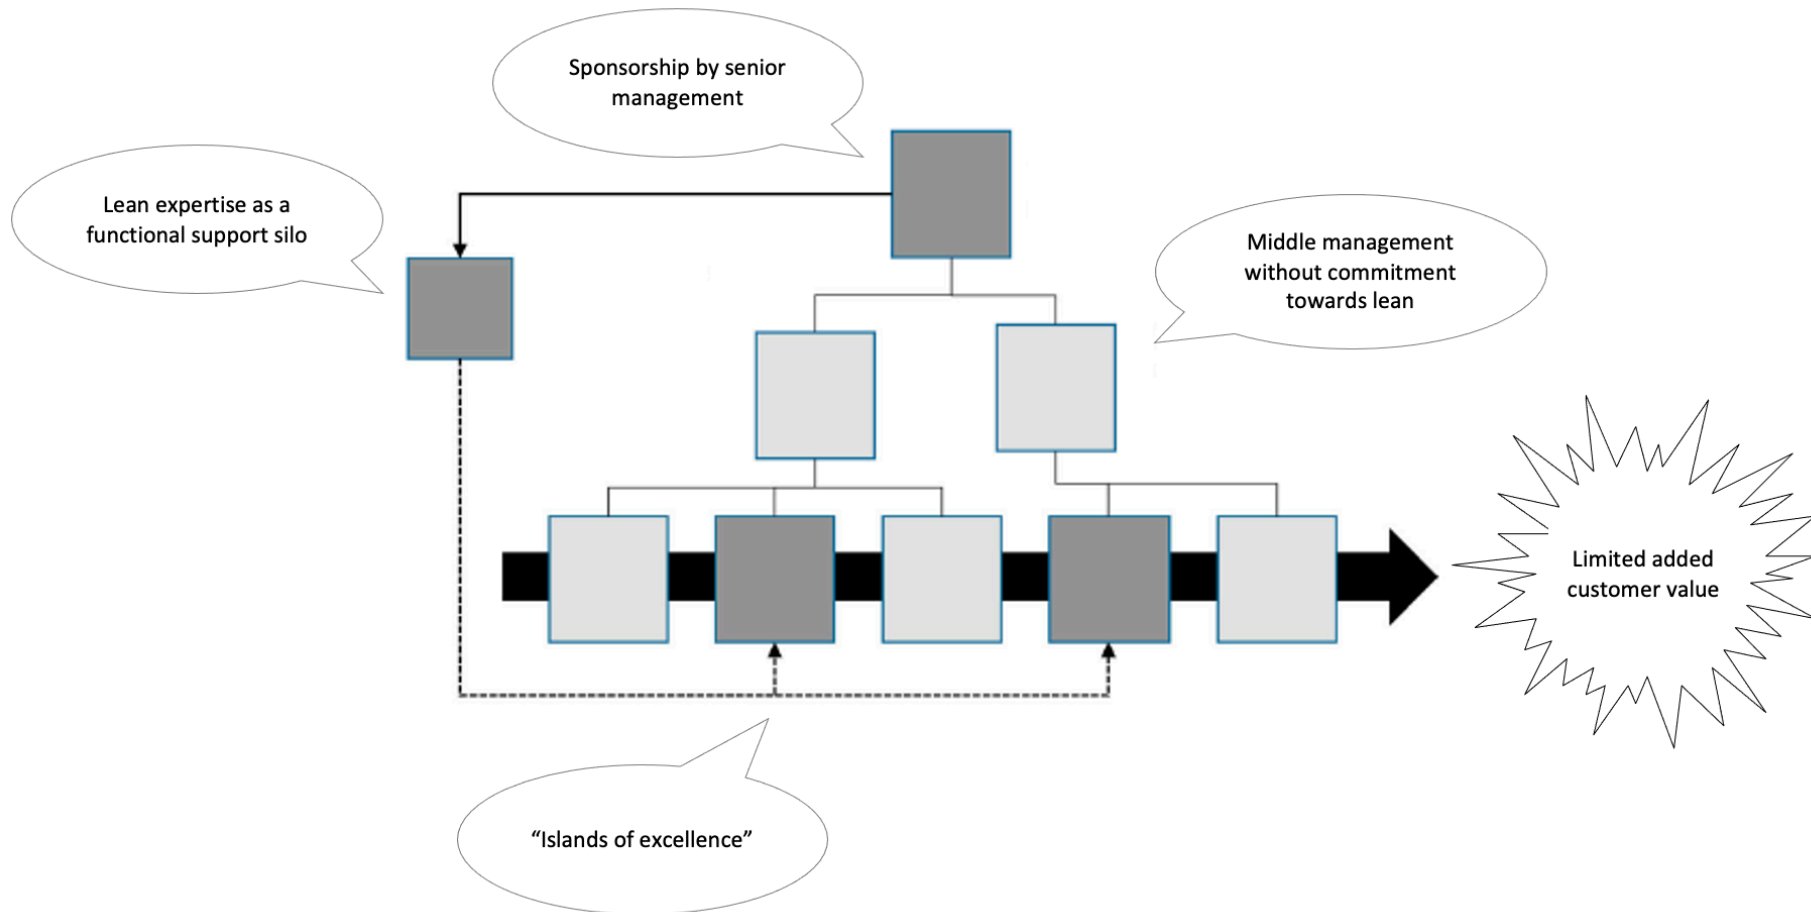 Sponsorship by senior
management
Lean expertise as a
functional support silo
Middle management
without commitment
towards lean
Limited added
customer value
“Islands of excellence”